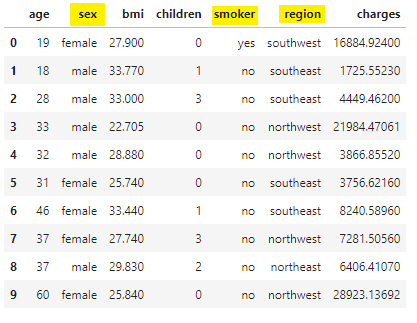 age sex bmi children smoker region charges
0 19 female 27.900 0 yes southwest 16884.92400
1 18 male 33.770 1 no southeast 1725.55230
2 28 male 33.000 3 no southeast 4449.46200
3 33 male 22.705 0 no northwest 21984.47061
4 32 male 28.880 0 no northwest 3866.85520
5 31 female 25.740 0 no southeast 3756.62160
6 46 female 33.440 1 no southeast 8240.58960
7 37 female 27.740 3 no northwest 7281.50560
8 37 male 29.830 2 no northeast 6406.41070
9 60 female 25.840 0 no northwest 28923.13692